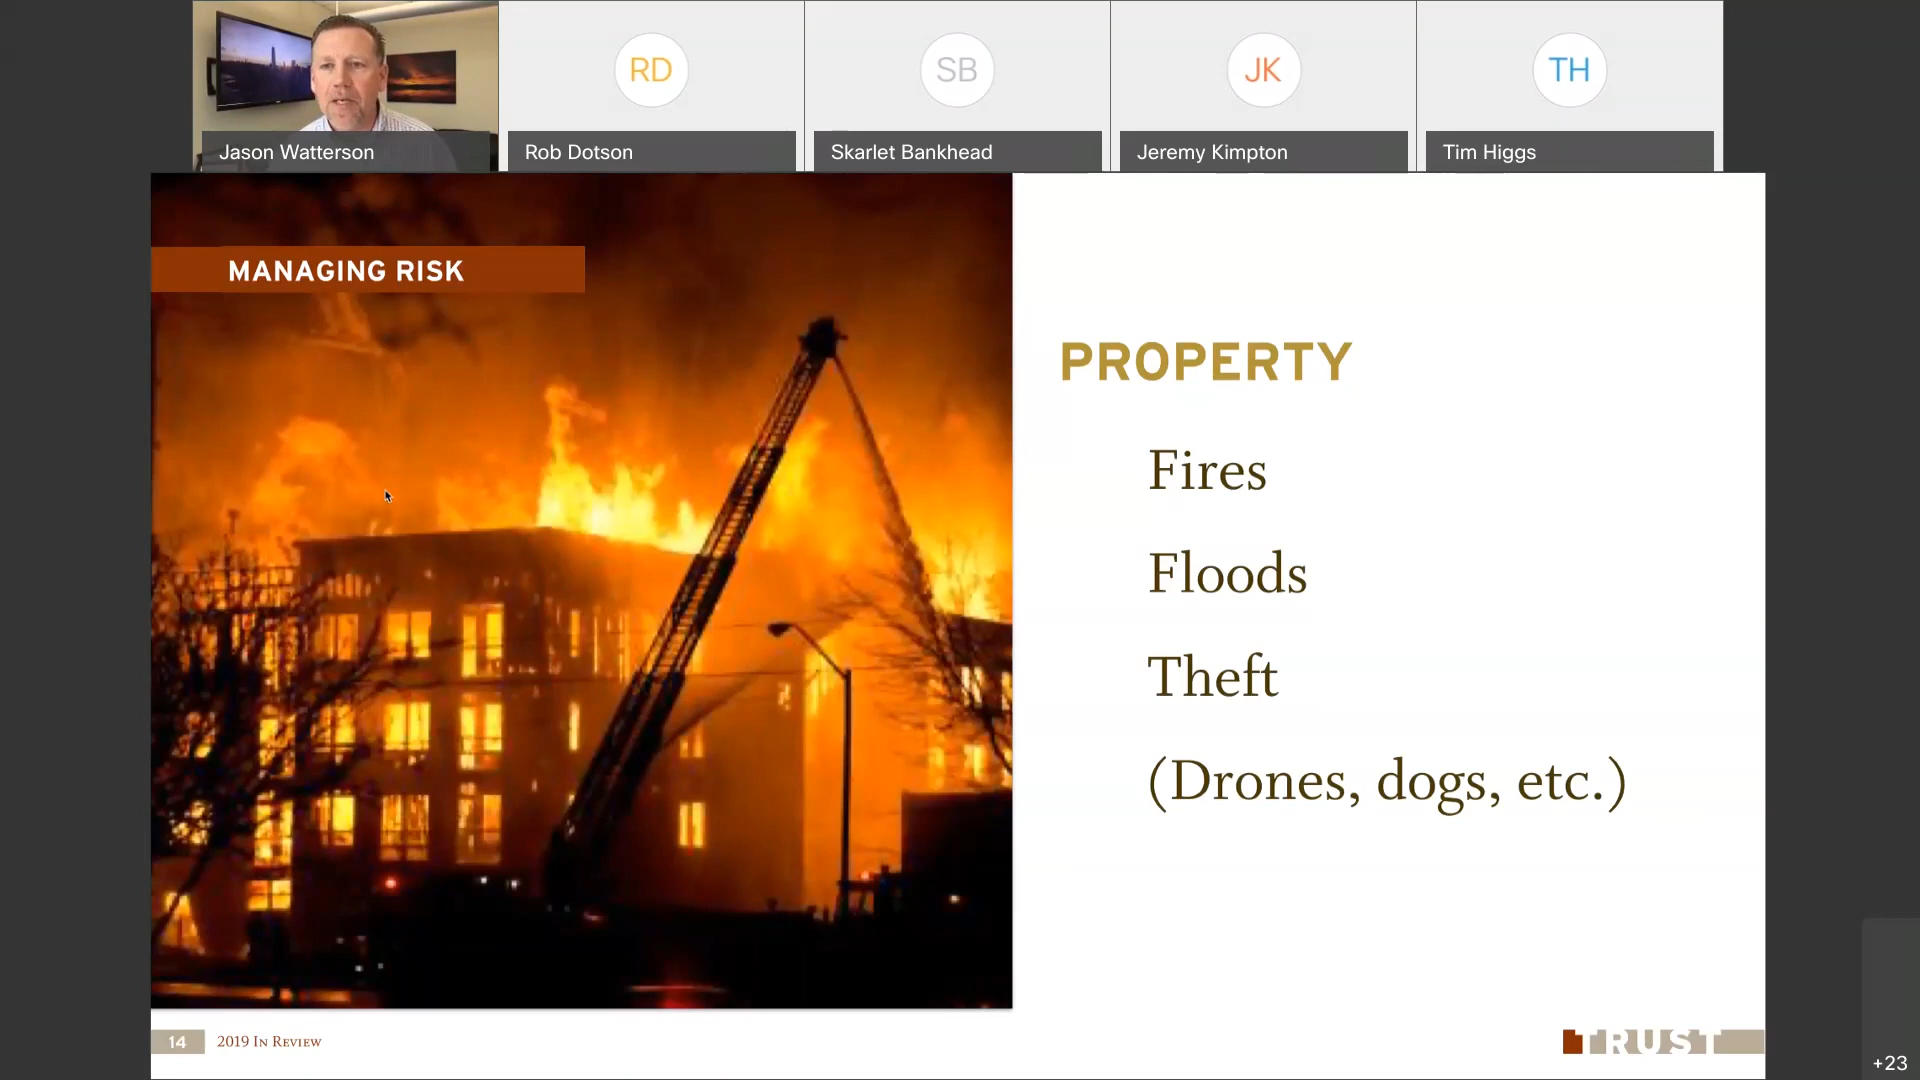 RD
SB
JK
TH
Jason Watterson
Rob Dotson
Skarlet Bankhead
Jeremy Kimpton
Tim Higgs
MANAGING RISK
PROPERTY
Fires
Floods
Theft
(Drones, dogs, etc.)
14
2019 In Review
TRUST
+23